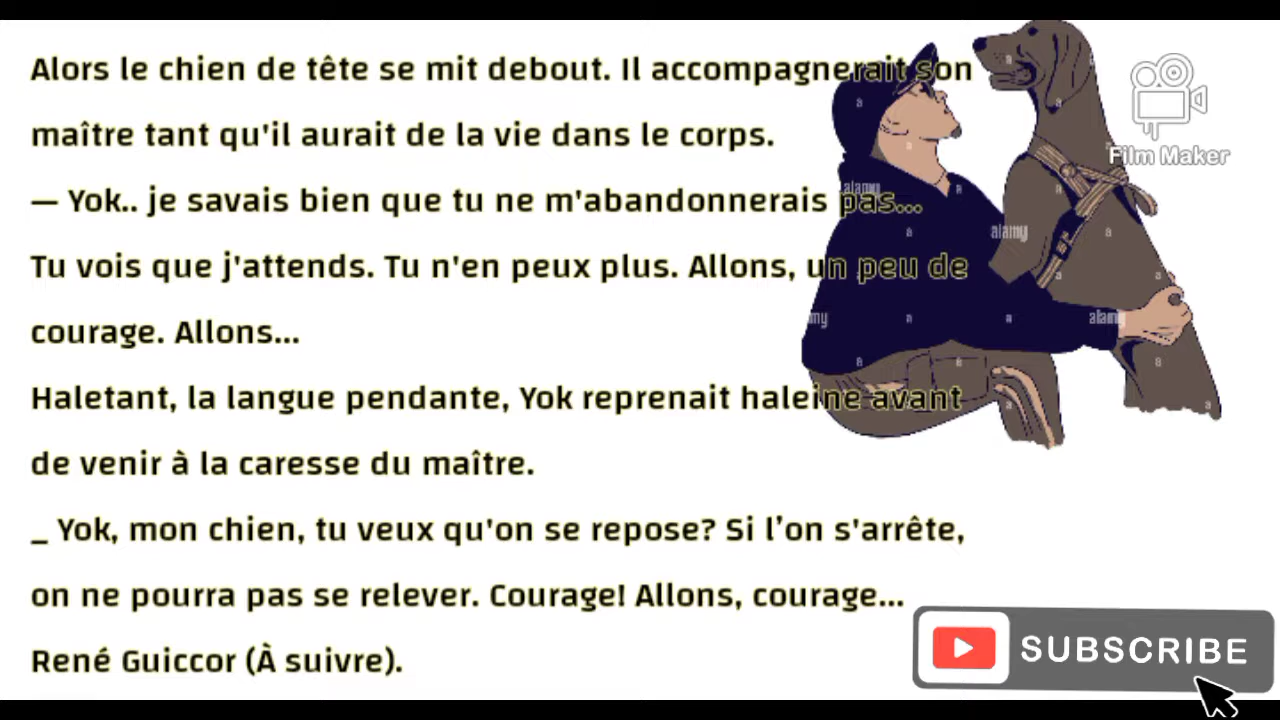 Alors le chien de tête se mit debout. Il accompagnerait son
maître tant qu'il aurait de la vie dans le corps.
— Yok.. je savais bien que tu ne m'abandonnerais pas...
Tu vois que j'attends. Tu n'en peux plus. Allons, un peu de
courage. Allons...
Haletant, la langue pendante, Yok reprenait haleine avant
de venir à la caresse du maître.
_ Yok, mon chien, tu veux qu'on se repose? Si l’on s'arrête,
on ne pourra pas se relever. Courage! Allons, courage...
René Guiccor (À suivre).
Film Maker
alamy
alamy
alamy
SUBSCRIBE